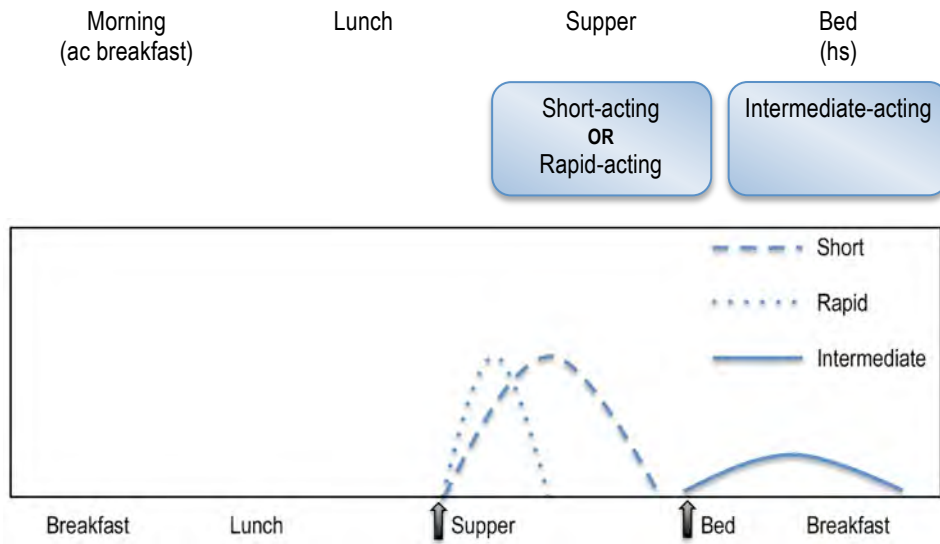 Morning
(ac breakfast)
Lunch
Supper
Bed
(hs)
Short-acting
OR
Rapid-acting
Intermediate-acting
Short
Rapid
Intermediate
Breakfast
Lunch
Supper
Bed
Breakfast